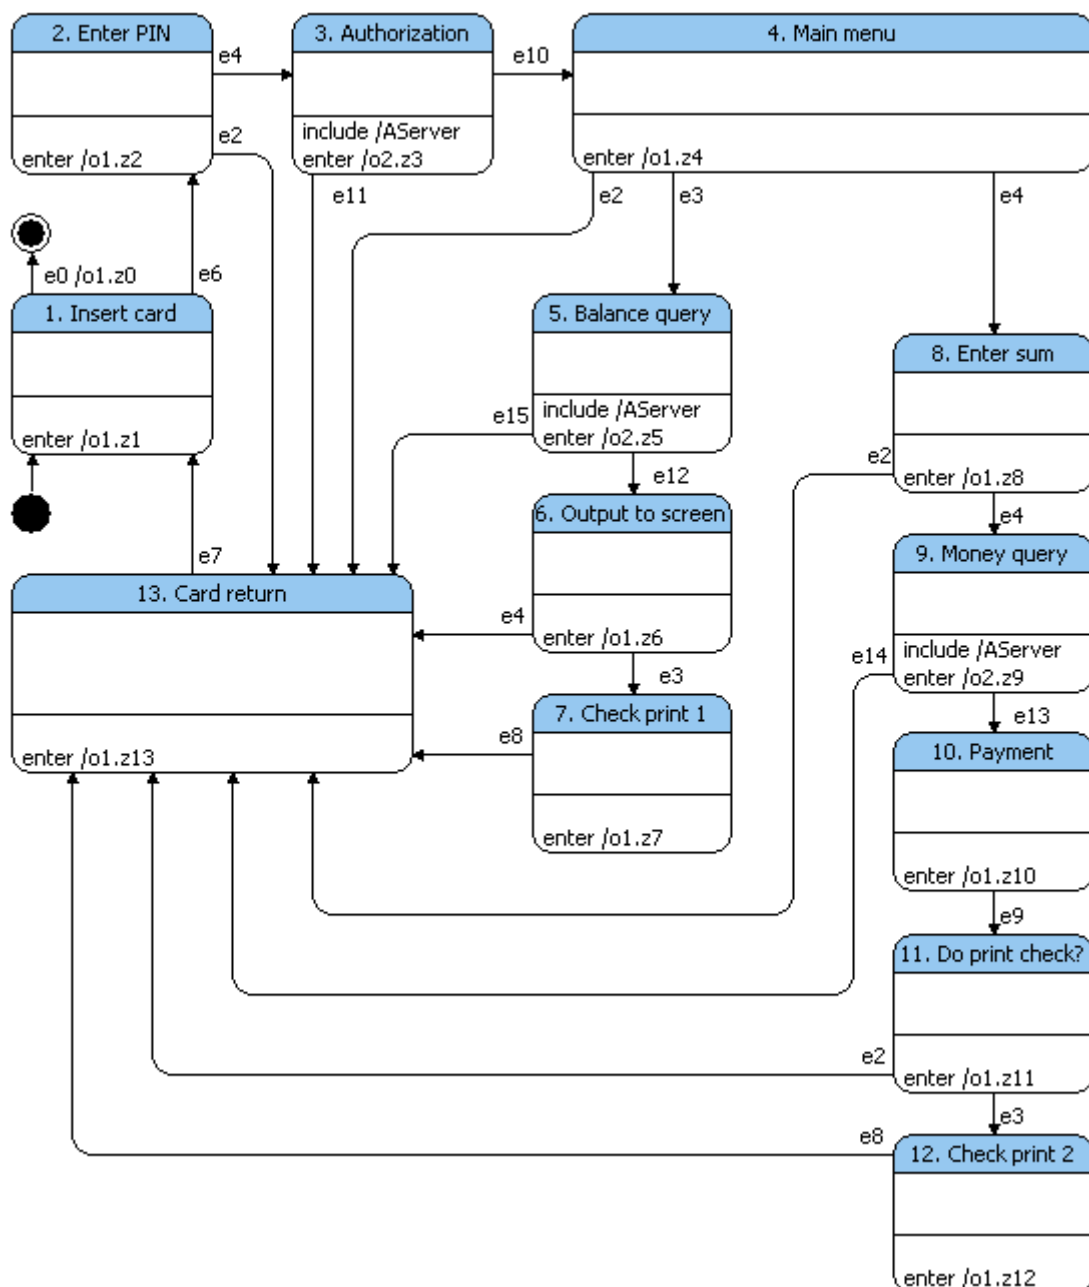 2. Enter PIN
enter /o1.z2
e4
e2
3. Authorization
include /AServer
enter /o2.z3
e10
e11
4. Main menu
enter /o1.z4
e2
e3
e4
e0 /o1.z0
e6
1. Insert card
enter /o1.z1
e7
5. Balance query
include /AServer
enter /o2.z5
e15
e12
8. Enter sum
enter /o1.z8
e2
e4
6. Output to screen
enter /o1.z6
e4
e3
9. Money query
include /AServer
enter /o2.z9
e14
e13
13. Card return
enter /o1.z13
7. Check print 1
enter /o1.z7
e8
10. Payment
enter /o1.z10
e9
11. Do print check?
enter /o1.z11
e2
e3
12. Check print 2
enter /o1.z12
e8